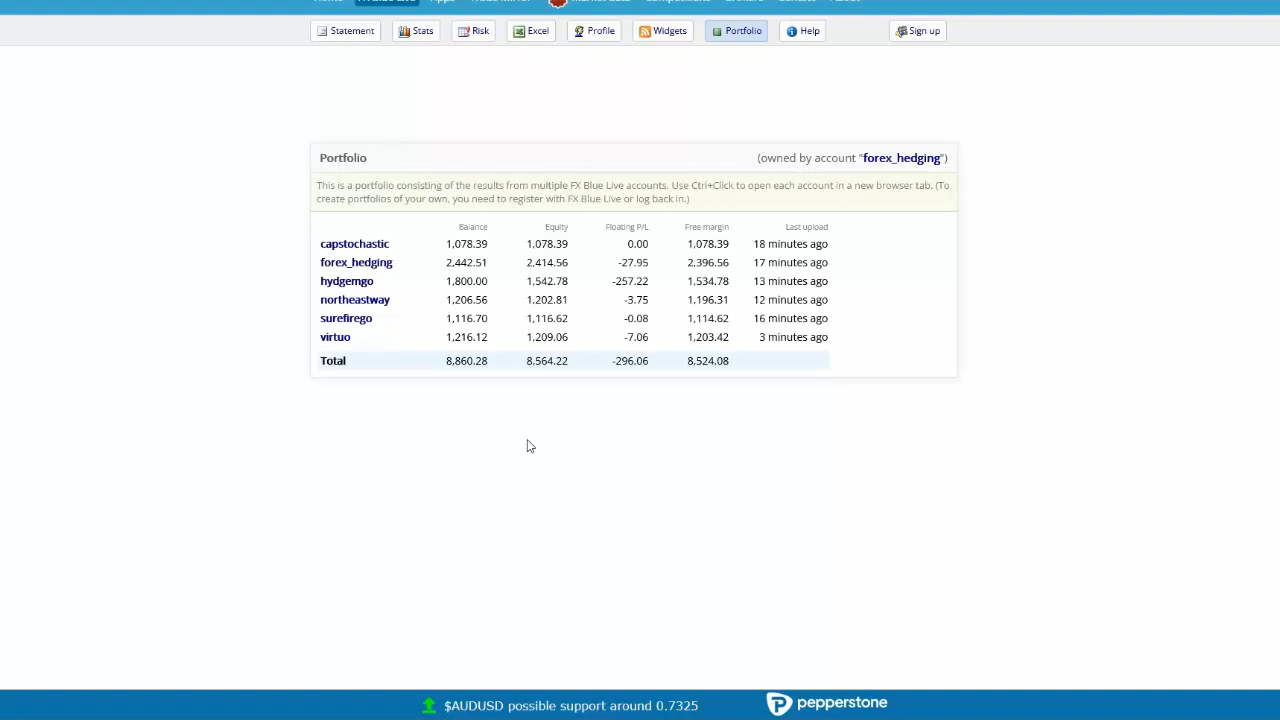 Statement Stats Risk Excel Profile Widgets Portfolio Help Sign up
Portfolio (owned by account "forex_hedging")
This is a portfolio consisting of the results from multiple FX Blue Live accounts. Use Ctrl+Click to open each account in a new browser tab. (To
create portfolios of your own, you need to register with FX Blue Live or log back in.)
Balance Equity Floating P/L Free margin Last upload
capstochastic 1,078.39 1,078.39 0.00 1,078.39 18 minutes ago
forex_hedging 2,442.51 2,414.56 -27.95 2,396.56 17 minutes ago
hydgemgo 1,800.00 1,542.78 -257.22 1,534.78 13 minutes ago
northeastway 1,206.56 1,202.81 -3.75 1,196.31 12 minutes ago
surefirego 1,116.70 1,116.62 -0.08 1,114.62 16 minutes ago
virtuo 1,216.12 1,209.06 -7.06 1,203.42 3 minutes ago
Total 8,860.28 8,564.22 -296.06 8,524.08
$AUDUSD possible support around 0.7325 pepperstone